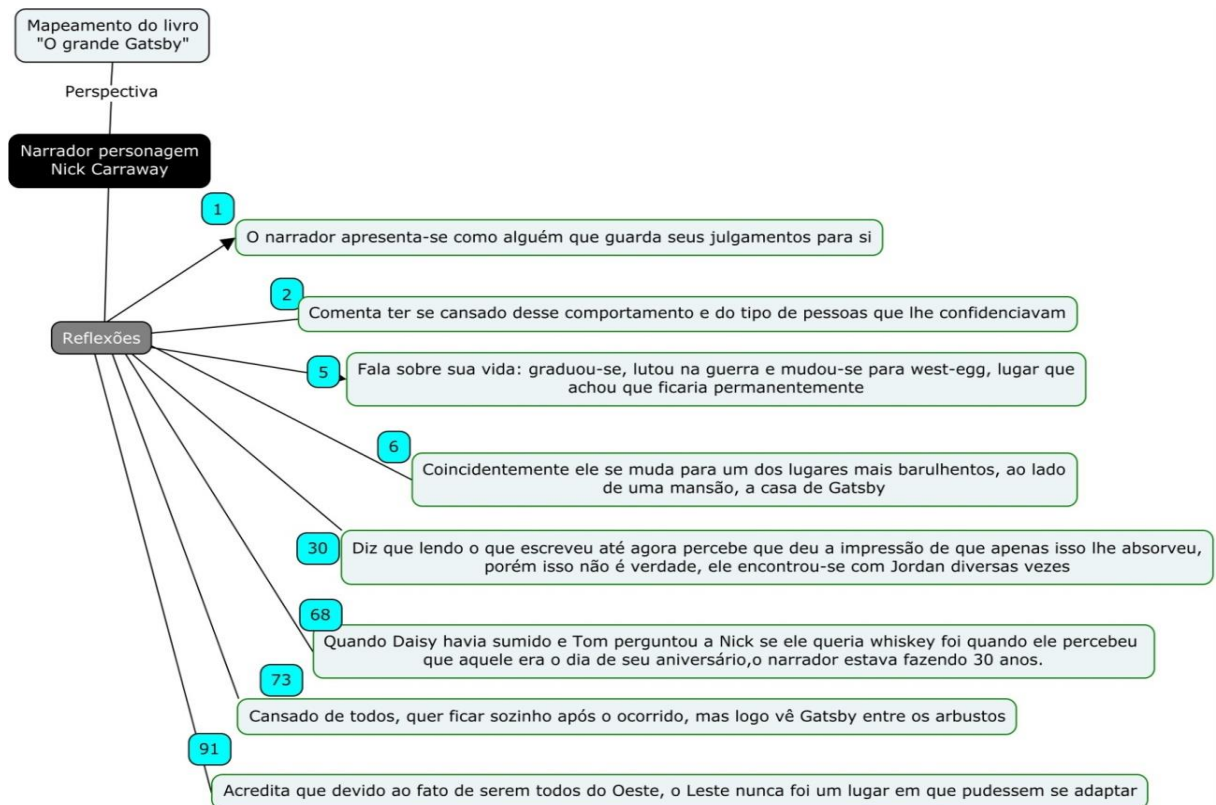 Mapeamento do livro
"O grande Gatsby"
Perspectiva
Narrador personagem
Nick Carraway
Reflexões
1
O narrador apresenta-se como alguém que guarda seus julgamentos para si
2
Comenta ter se cansado desse comportamento e do tipo de pessoas que lhe confidenciavam
5
Fala sobre sua vida: graduou-se, lutou na guerra e mudou-se para west-egg, lugar que
achou que ficaria permanentemente
6
Coincidentemente ele se muda para um dos lugares mais barulhentos, ao lado
de uma mansão, a casa de Gatsby
30
Diz que lendo o que escreveu até agora percebe que deu a impressão de que apenas isso lhe absorveu,
porém isso não é verdade, ele encontrou-se com Jordan diversas vezes
68
Quando Daisy havia sumido e Tom perguntou a Nick se ele queria whiskey foi quando ele percebeu
que aquele era o dia de seu aniversário,o narrador estava fazendo 30 anos.
73
Cansado de todos, quer ficar sozinho após o ocorrido, mas logo vê Gatsby entre os arbustos
91
Acredita que devido ao fato de serem todos do Oeste, o Leste nunca foi um lugar em que pudessem se adaptar